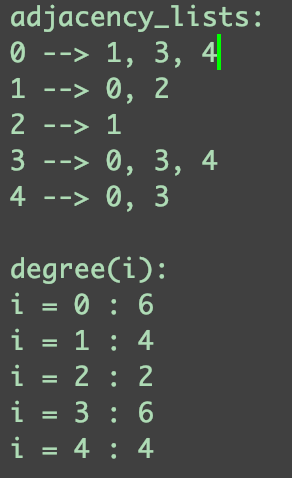 adjacency_lists:
0 --> 1, 3, 4
1 --> 0, 2
2 --> 1
3 --> 0, 3, 4
4 --> 0, 3
degree(i):
i = 0 : 6
i = 1 : 4
i = 2 : 2
i = 3 : 6
i = 4 : 4